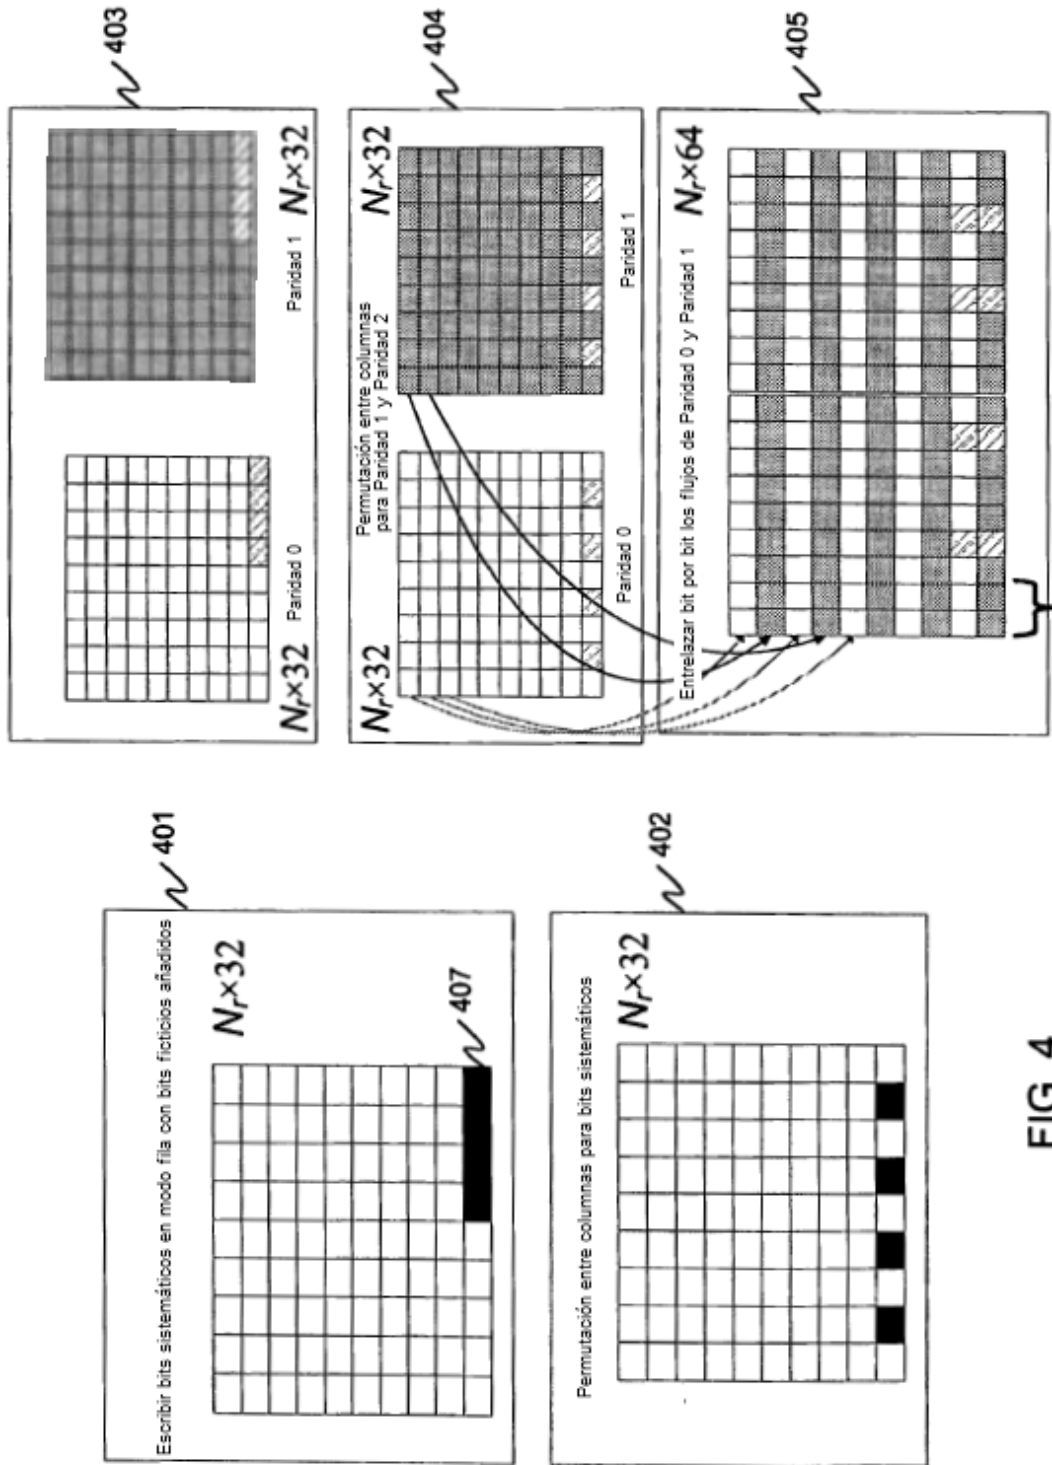 Escribir bits sistemáticos en modo fila con bits ficticios añadidos
401
Nr×32
407
Permutación entre columnas para bits sistemáticos
402
Nr×32
403
Nr×32
Paridad 0
Paridad 1
Nr×32
404
Nr×32
Permutación entre columnas
para Paridad 1 y Paridad 2
Nr×32
Paridad 0
Paridad 1
405
Entrelazar bit por bit los flujos de Paridad 0 y Paridad 1
Nr×64
FIG. 4